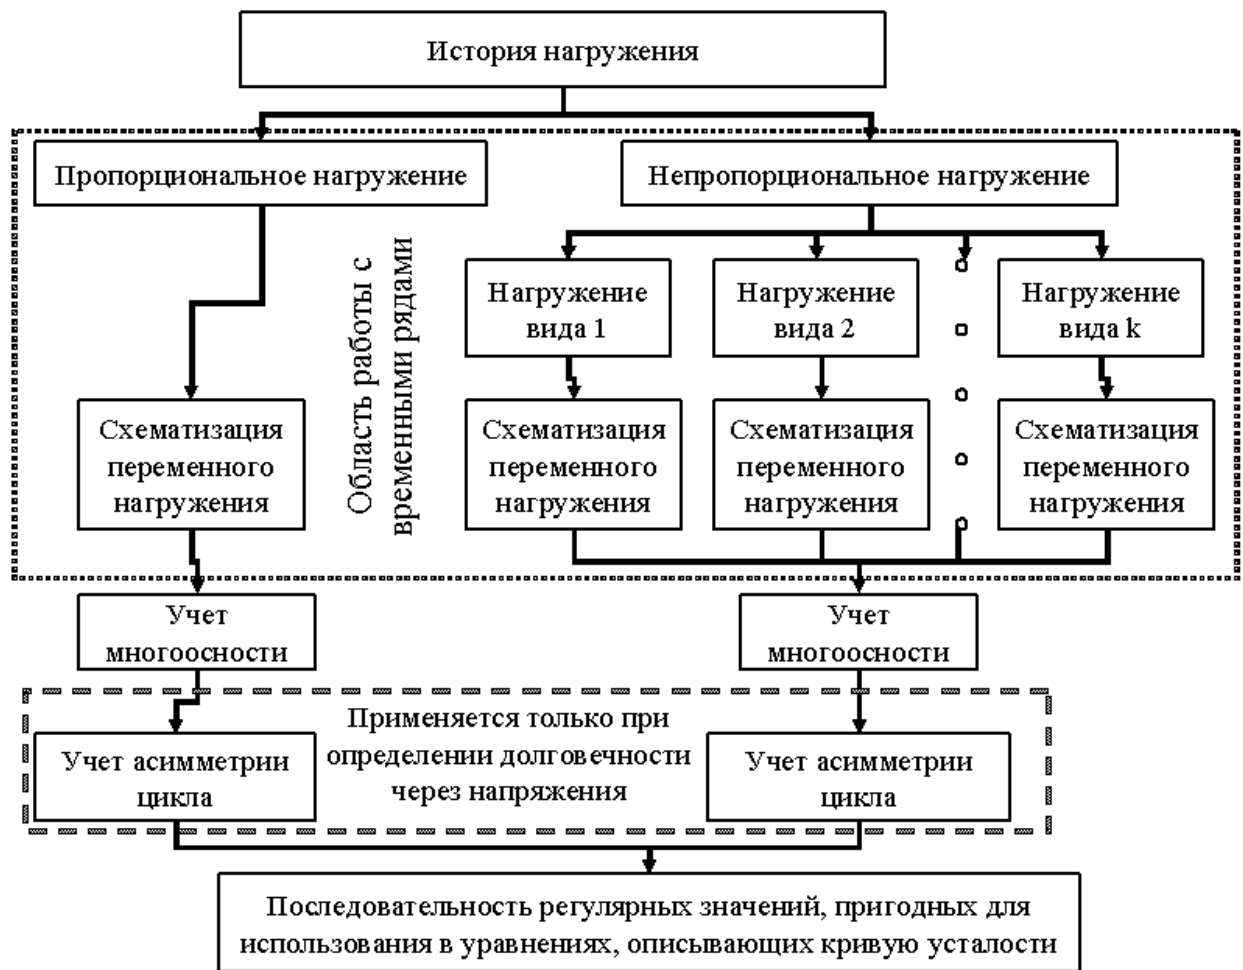 История нагружения
Пропорциональное нагружение
Непропорциональное нагружение
Область работы с
временными рядами
Нагружение
вида 1
Нагружение
вида 2
Нагружение
вида k
Схематизация
переменного
нагружения
Схематизация
переменного
нагружения
Схематизация
переменного
нагружения
Схематизация
переменного
нагружения
Учет
многоосности
Учет
многоосности
Применяется только при
определении долговечности
через напряжения
Учет асимметрии
цикла
Учет асимметрии
цикла
Последовательность регулярных значений, пригодных для
использования в уравнениях, описывающих кривую усталости